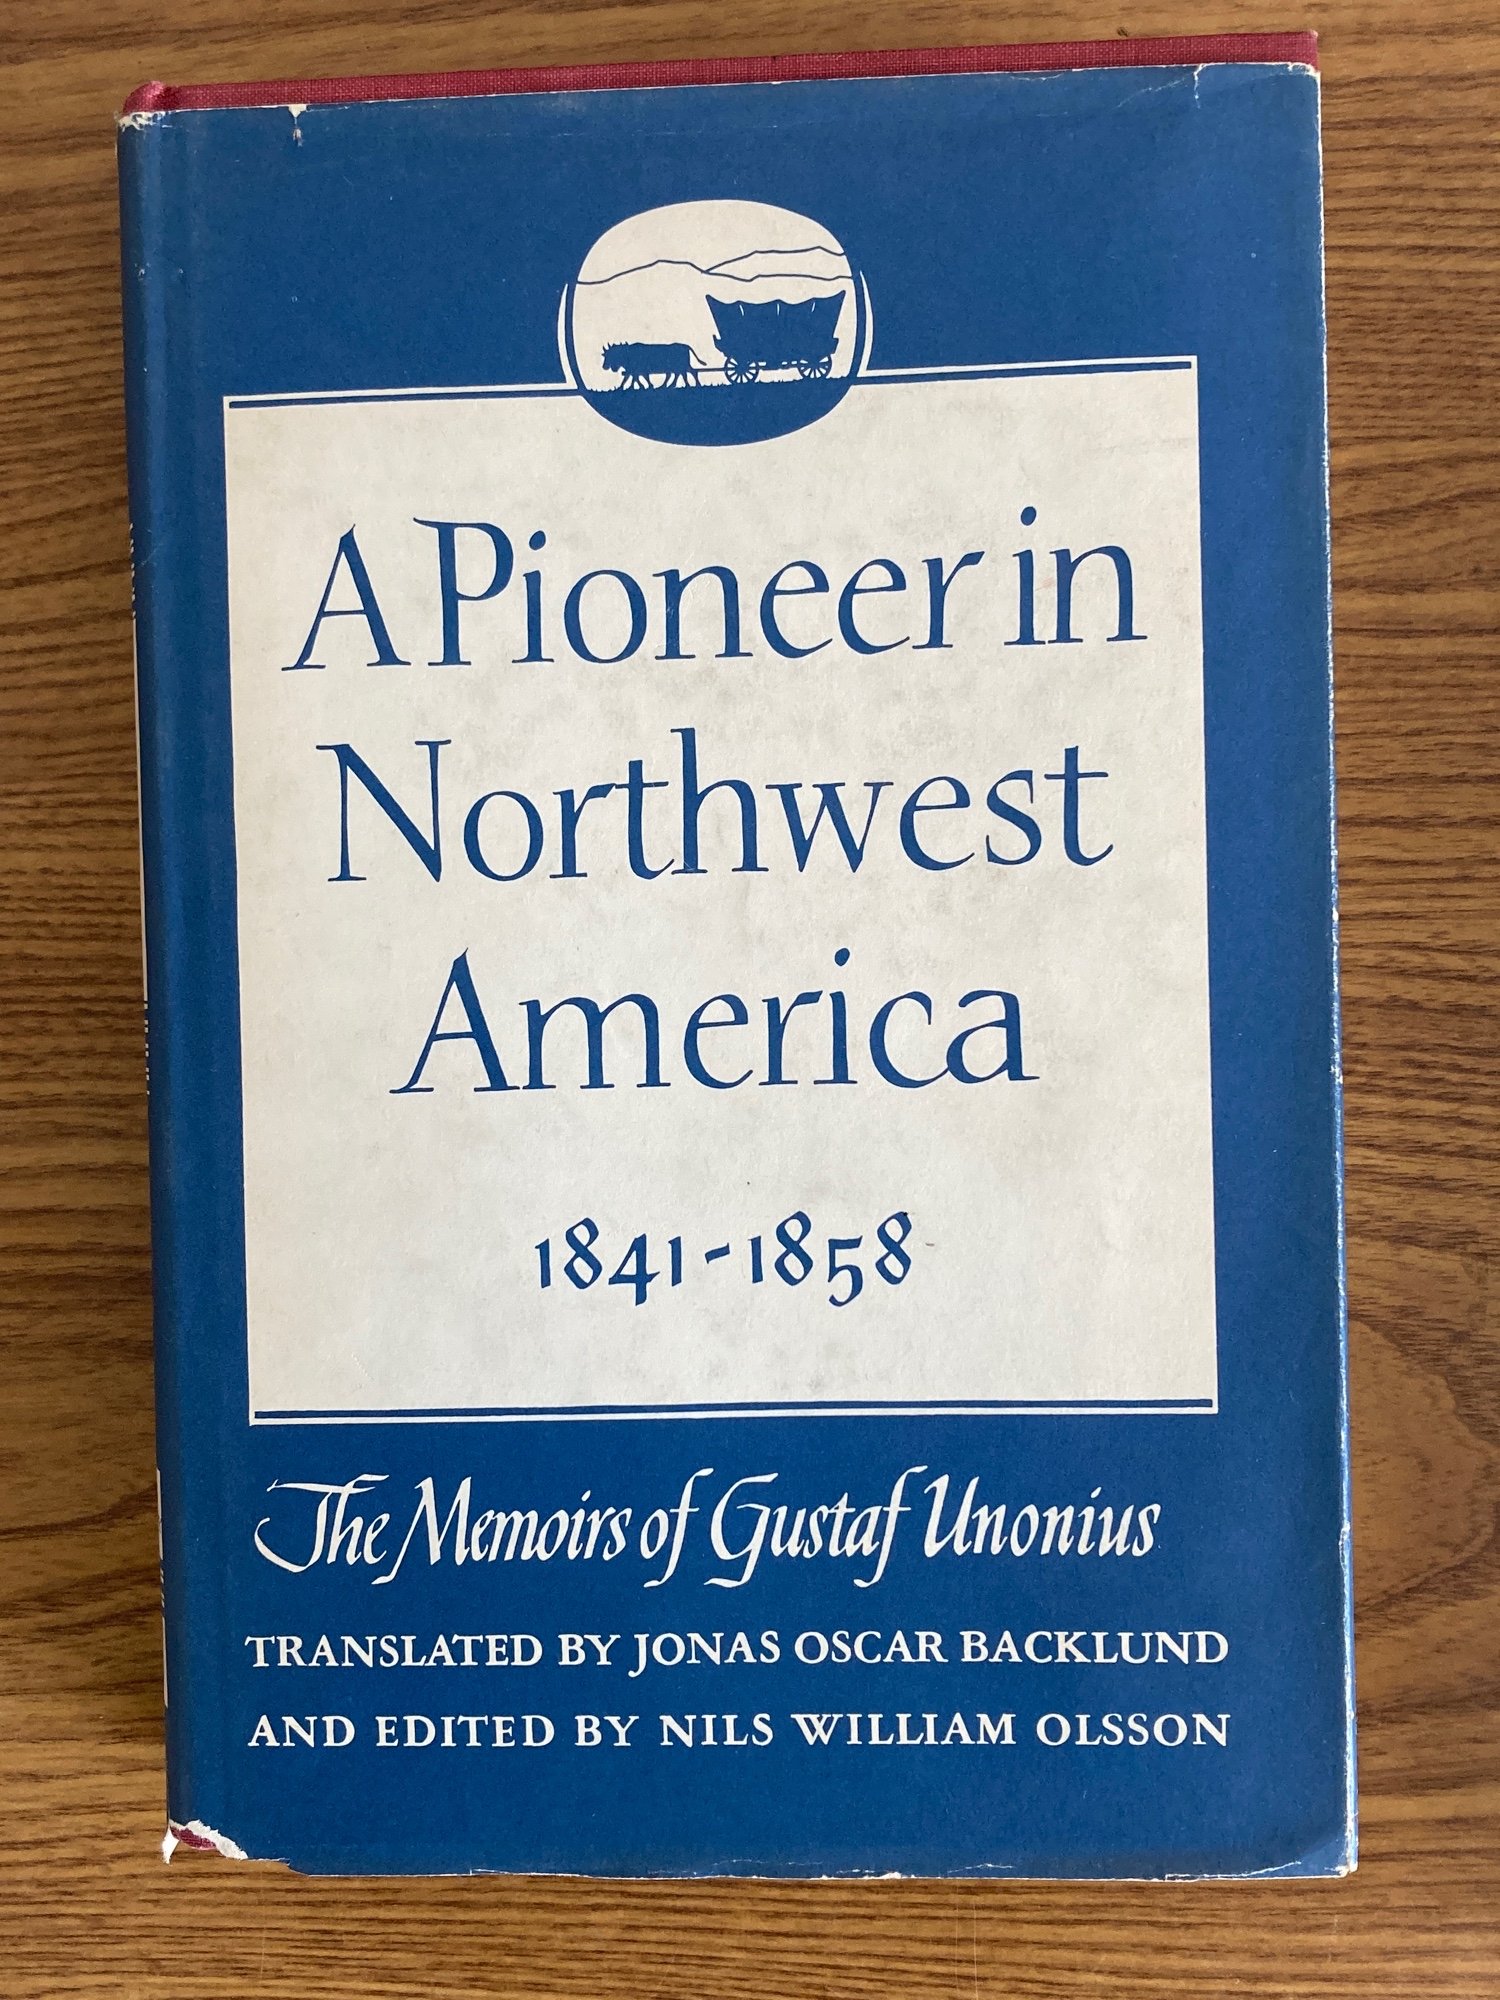 A Pioneer in
Northwest
America
1841-1858
The Memoirs of Gustaf Unonius
TRANSLATED BY JONAS OSCAR BACKLUND
AND EDITED BY NILS WILLIAM OLSSON